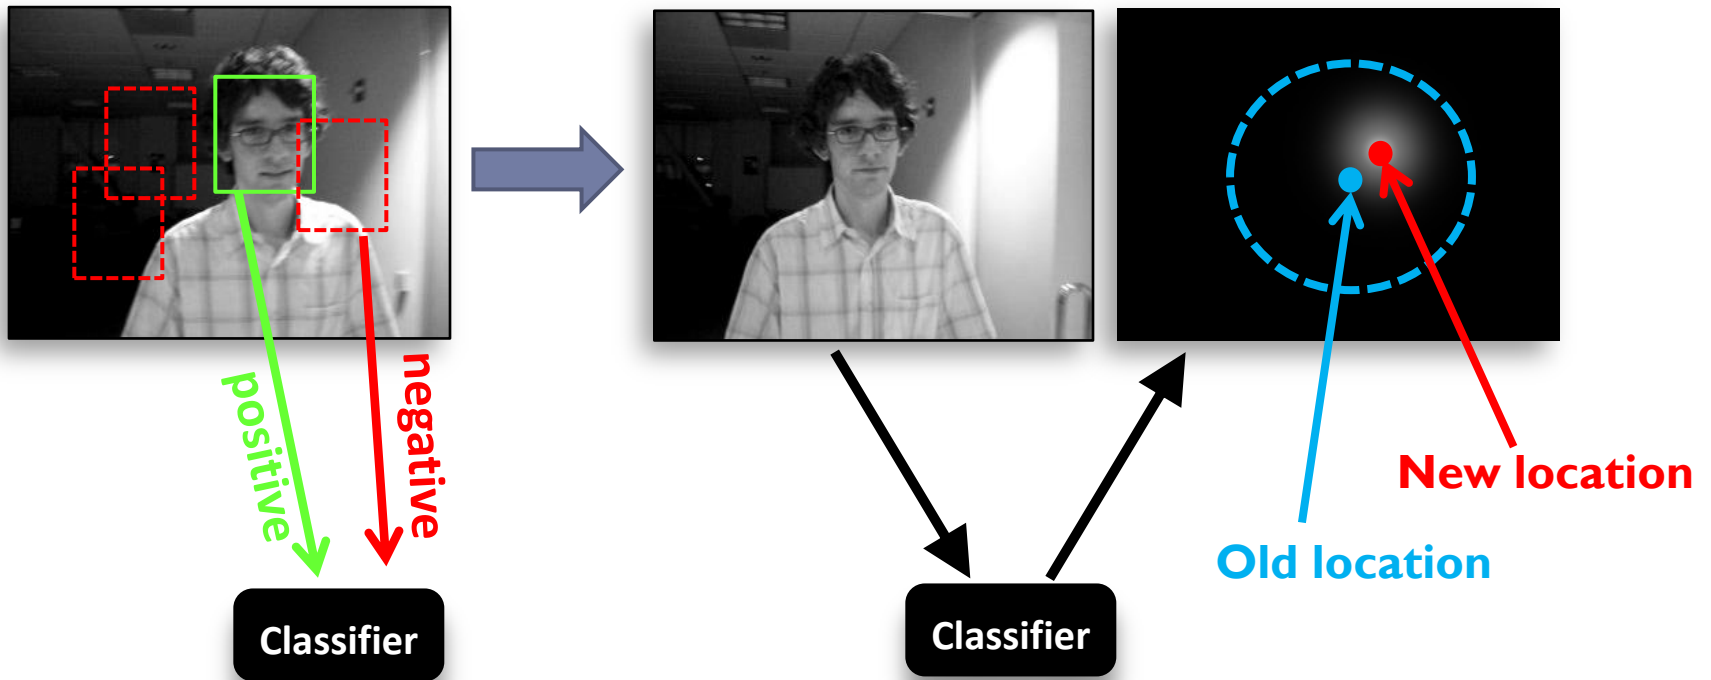 positive
negative
Classifier
Classifier
Old location
New location